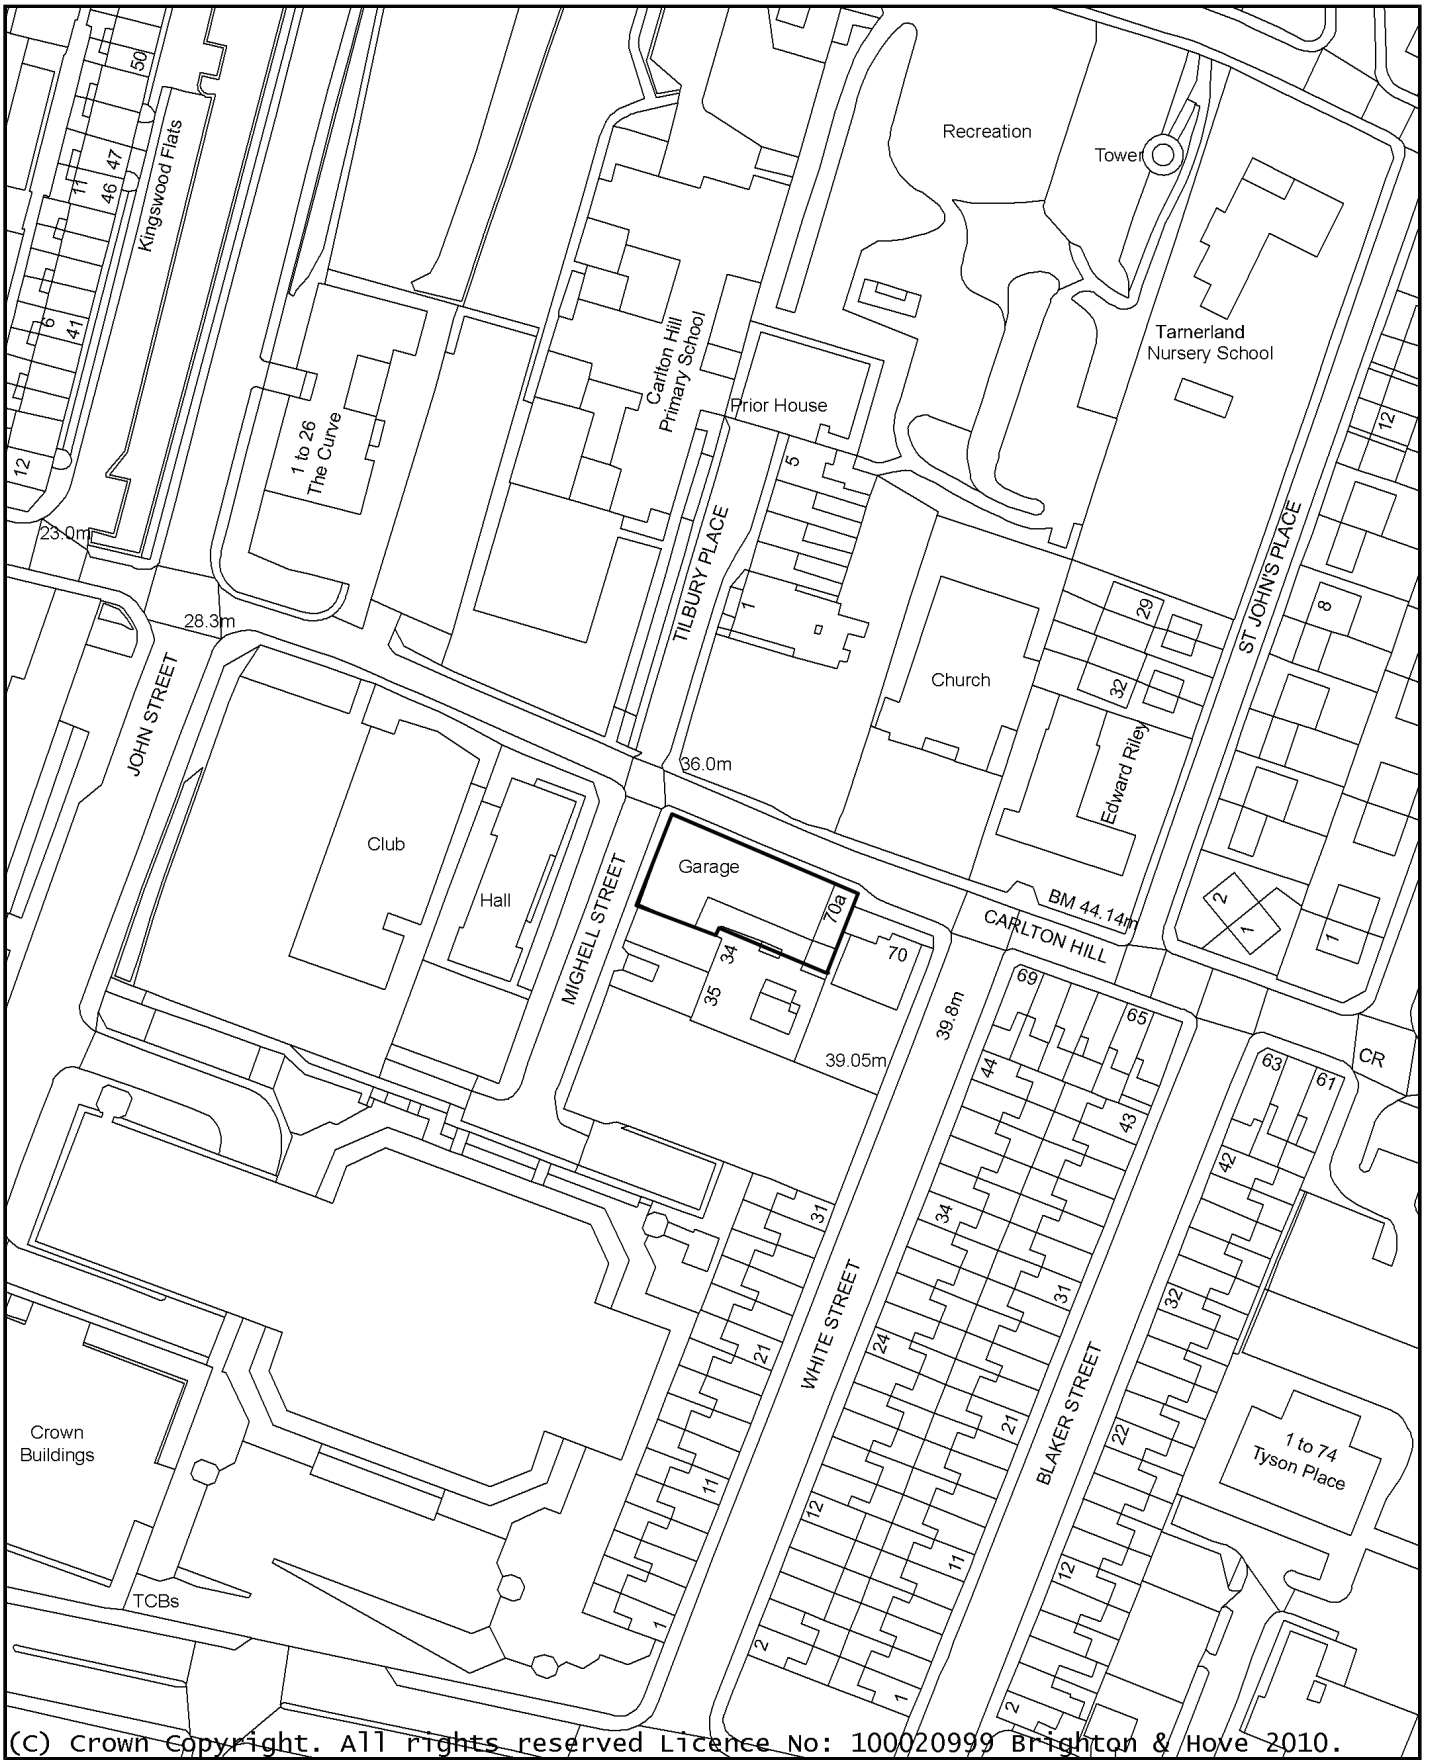 50
47
11
46
Kingswood Flats
6
41
12
23.0m
28.3m
JOHN STREET
1 to 26
The Curve
Carlton Hill
Primary School
Recreation
Tower
Tarnerland
Nursery School
Prior House
5
TILBURY PLACE
1
Church
29
32
Edward Riley
ST JOHN'S PLACE
12
8
2
1
1
36.0m
Club
Hall
MIGHELL STREET
Garage
70a
34
35
70
39.05m
39.8m
BM 44.14m
CARLTON HILL
69
65
63
61
CR
44
43
42
34
31
31
32
WHITE STREET
24
21
21
22
BLAKER STREET
1 to 74
Tyson Place
12
11
11
12
1
2
1
2
Crown
Buildings
TCBs
(c) Crown Copyright. All rights reserved Licence No: 100020999 Brighton & Hove 2010.